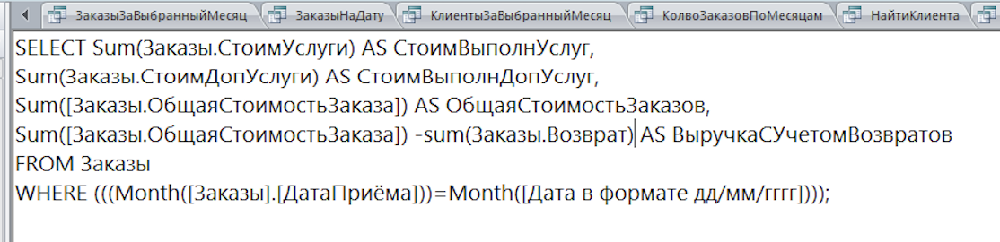 ЗаказыЗаВыбранныйМесяц ЗаказыНаДату КлиентыЗаВыбранныйМесяц КолвоЗаказовПоМесяцам НайтиКлиента
SELECT Sum(Заказы.СтоимУслуги) AS СтоимВыполнУслуг,
Sum(Заказы.СтоимДопУслуги) AS СтоимВыполнДопУслуг,
Sum([Заказы.ОбщаяСтоимостьЗаказа]) AS ОбщаяСтоимостьЗаказов,
Sum([Заказы.ОбщаяСтоимостьЗаказа]) -sum(Заказы.Возврат) AS ВыручкаСУчетомВозвратов
FROM Заказы
WHERE (((Month([Заказы].[ДатаПриёма]))=Month([Дата в формате дд/мм/гггг])));